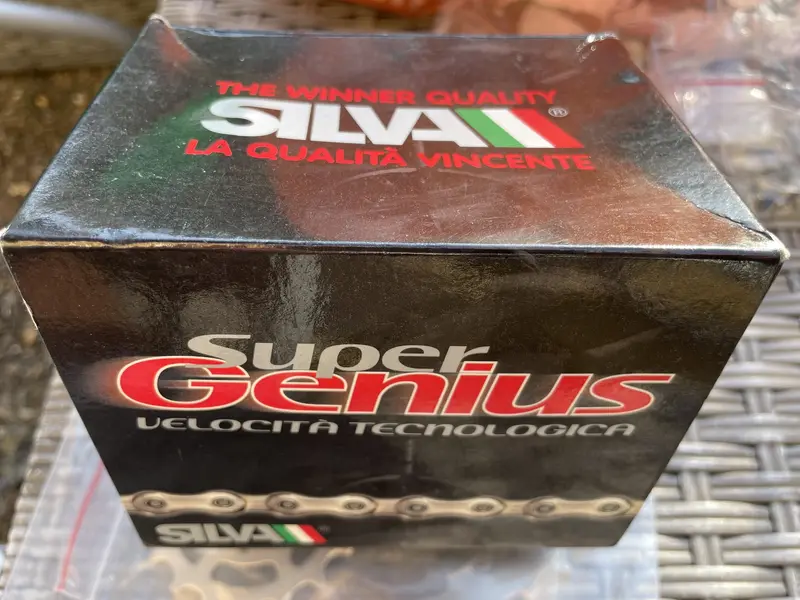 THE WINNER QUALITY
SILVA ®
LA QUALITÀ VINCENTE
Super
Genius
VELOCITÀ TECNOLOGICA
SILVA